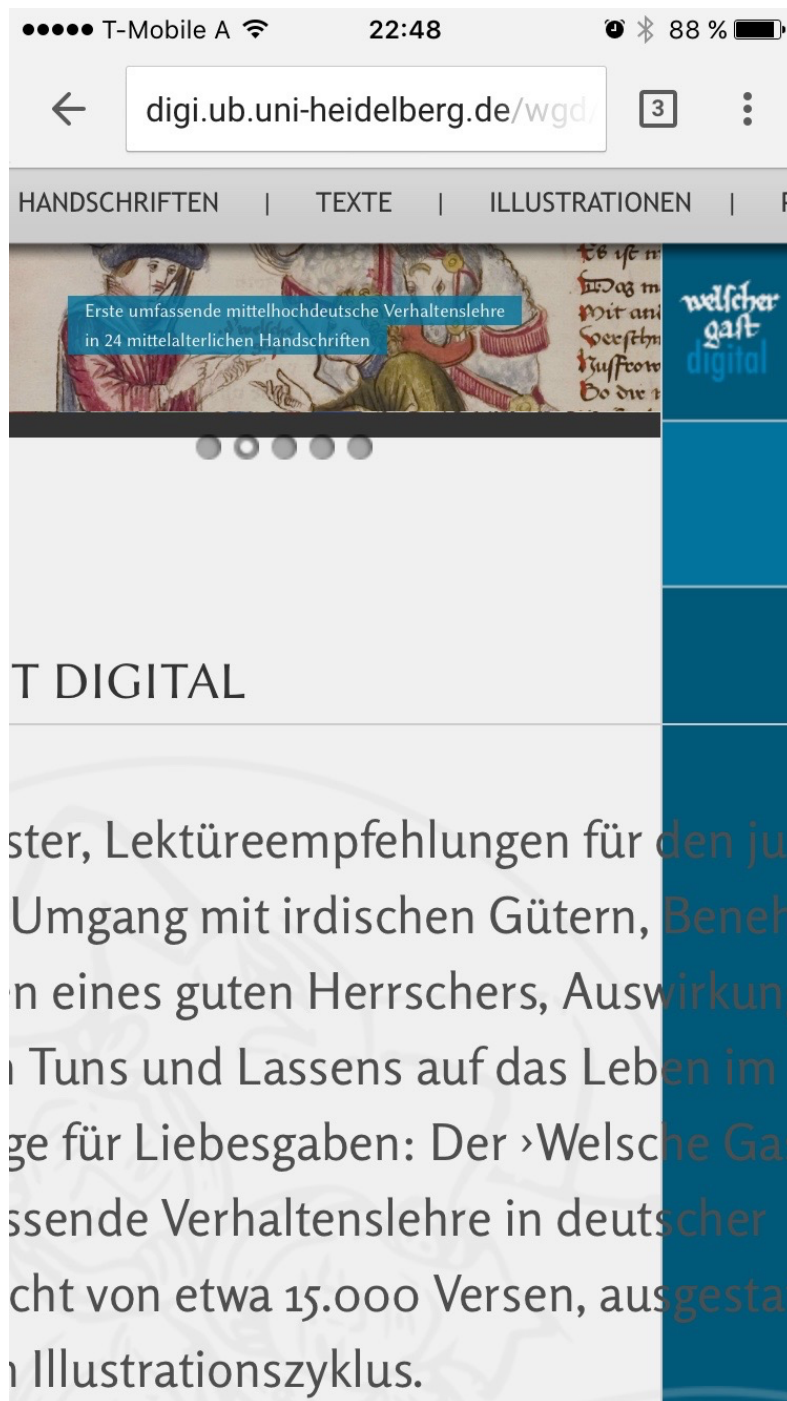 T-Mobile A 22:48 88 %
digi.ub.uni-heidelberg.de/wgd/
3
HANDSCHRIFTEN | TEXTE | ILLUSTRATIONEN |
Erste umfassende mittelhochdeutsche Verhaltenslehre
in 24 mittelalterlichen Handschriften
welscher
gast
digital
T DIGITAL
ster, Lektüreempfehlungen für den ju
Umgang mit irdischen Gütern, Beneh
n eines guten Herrschers, Auswirkun
n Tuns und Lassens auf das Leben im
ge für Liebesgaben: Der ›Welsche Ga
ssende Verhaltenslehre in deutscher
cht von etwa 15.000 Versen, ausgesta
n Illustrationszyklus.